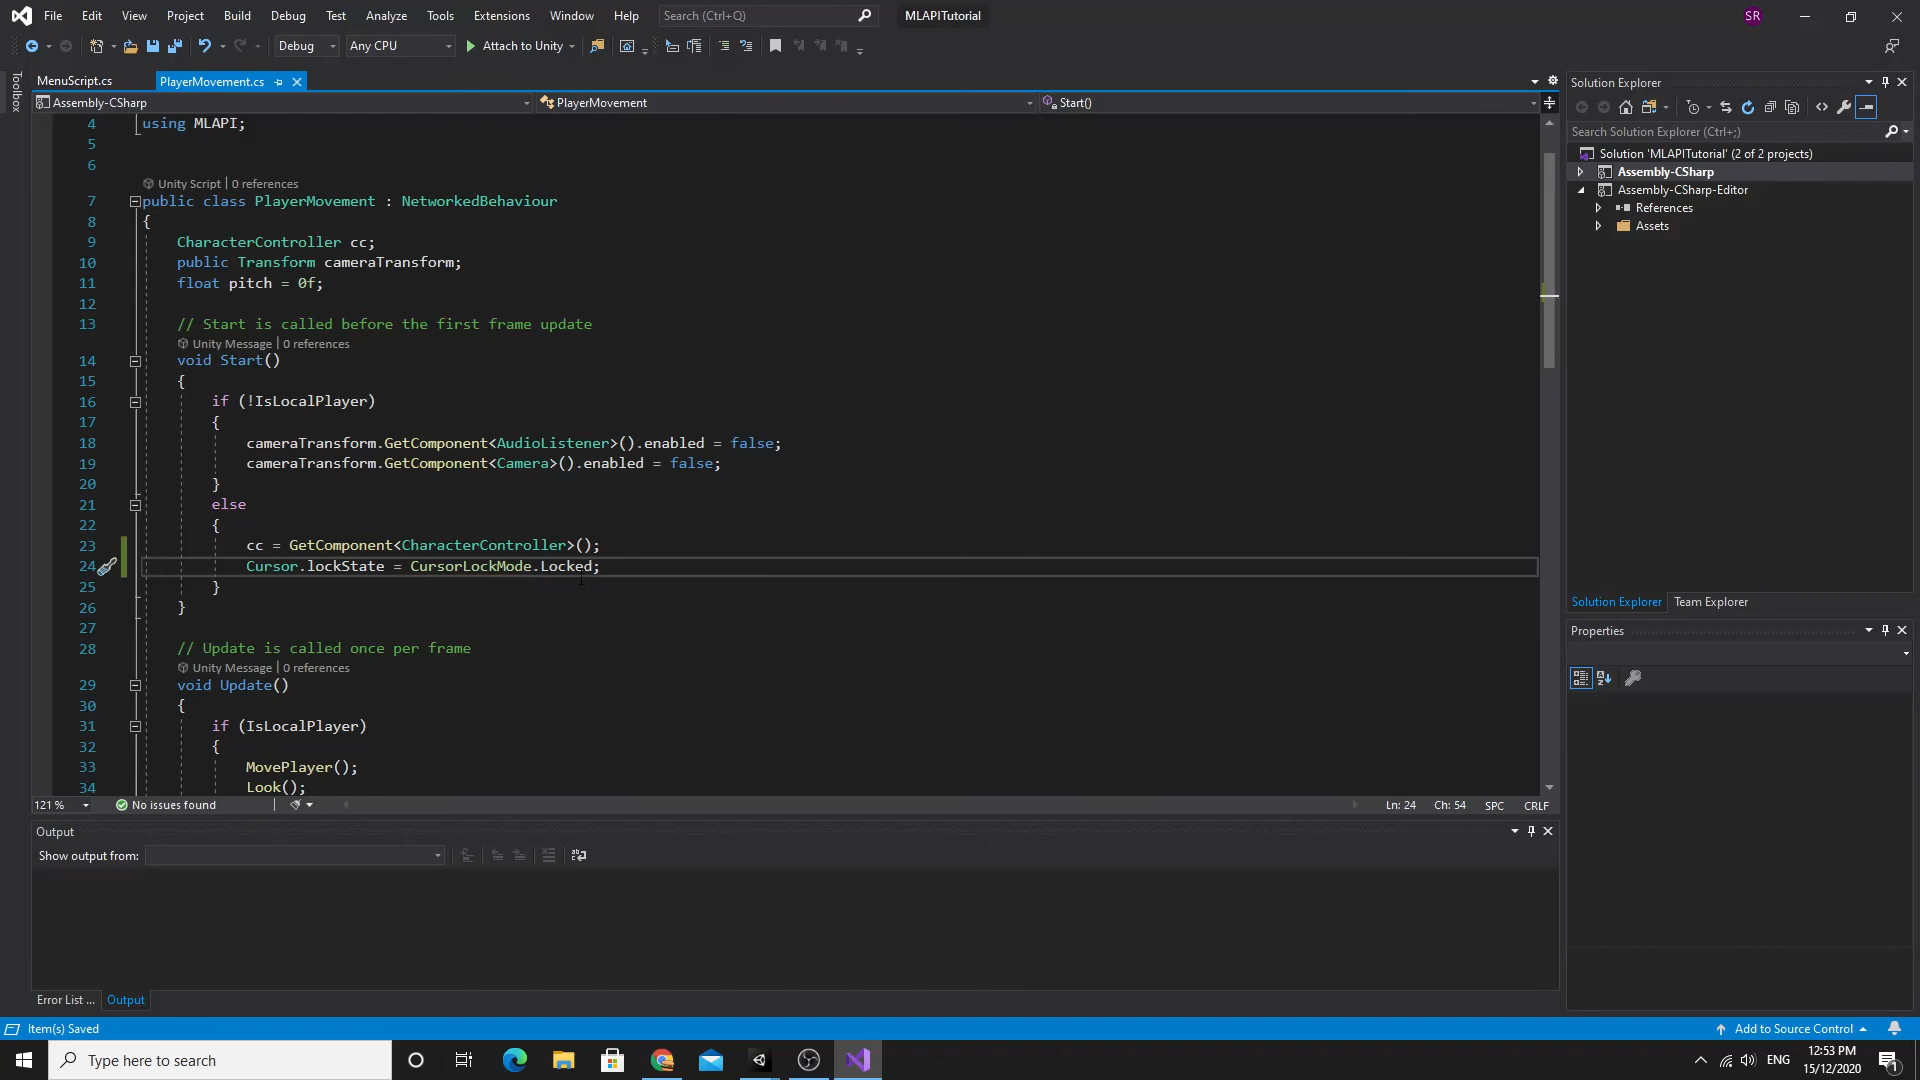 File Edit View Project Build Debug Test Analyze Tools Extensions Window Help Search (Ctrl+Q) MLAPITutorial SR
Debug Any CPU Attach to Unity
Toolbox
MenuScript.cs PlayerMovement.cs
Assembly-CSharp PlayerMovement Start()
4 using MLAPI;
5
6
Unity Script | 0 references
7 public class PlayerMovement : NetworkedBehaviour
8 {
9 CharacterController cc;
10 public Transform cameraTransform;
11 float pitch = 0f;
12
13 // Start is called before the first frame update
Unity Message | 0 references
14 void Start()
15 {
16 if (!IsLocalPlayer)
17 {
18 cameraTransform.GetComponent<AudioListener>().enabled = false;
19 cameraTransform.GetComponent<Camera>().enabled = false;
20 }
21 else
22 {
23 cc = GetComponent<CharacterController>();
24 Cursor.lockState = CursorLockMode.Locked;
25 }
26 }
27
28 // Update is called once per frame
Unity Message | 0 references
29 void Update()
30 {
31 if (IsLocalPlayer)
32 {
33 MovePlayer();
34 Look();
121 % No issues found Ln: 24 Ch: 54 SPC CRLF
Output
Show output from:
Error List ... Output
Solution Explorer
Search Solution Explorer (Ctrl+;)
Solution 'MLAPITutorial' (2 of 2 projects)
Assembly-CSharp
Assembly-CSharp-Editor
References
Assets
Solution Explorer Team Explorer
Properties
Item(s) Saved Add to Source Control
Type here to search ENG 12:53 PM
15/12/2020 1